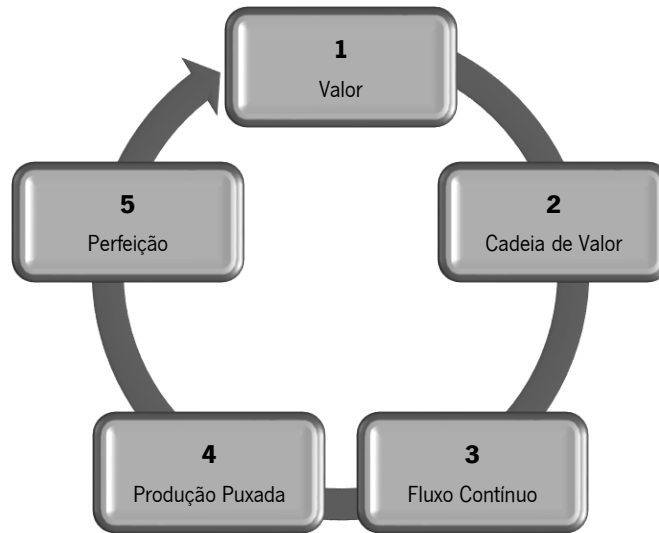 1
Valor
2
Cadeia de Valor
3
Fluxo Contínuo
4
Produção Puxada
5
Perfeição